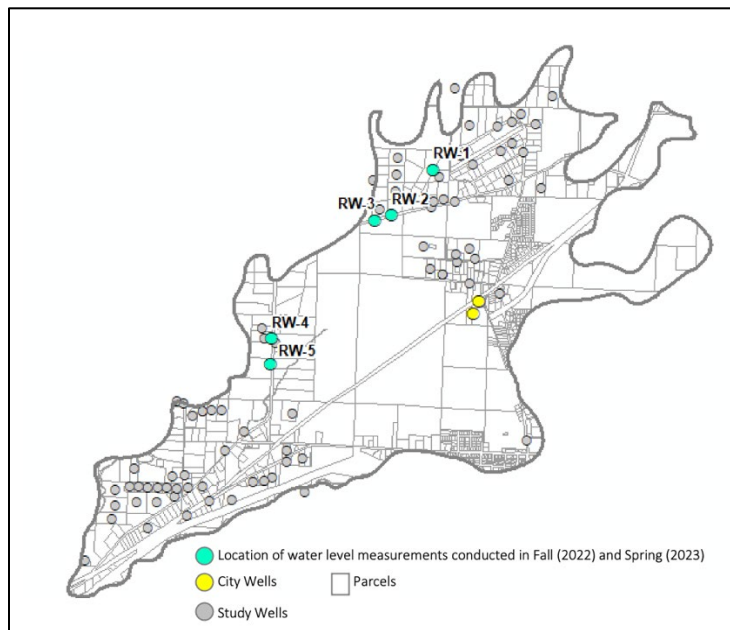 RW-1
RW-3 RW-2
RW-4
RW-5
Location of water level measurements conducted in Fall (2022) and Spring (2023)
City Wells Parcels
Study Wells